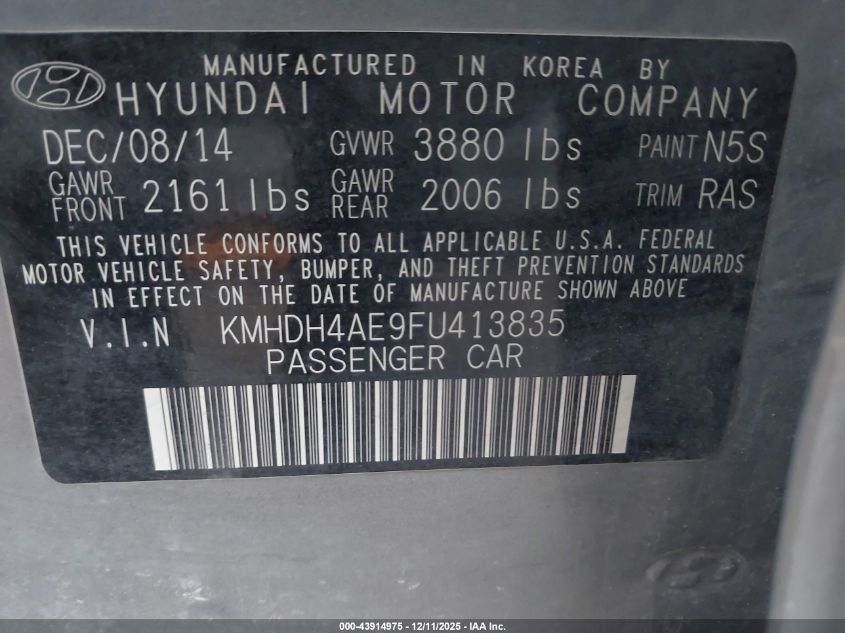 MANUFACTURED IN KOREA BY
HYUNDAI MOTOR COMPANY
DEC/08/14 GVWR 3880 lbs PAINT N5S
GAWR FRONT 2161 lbs GAWR REAR 2006 lbs TRIM RAS
THIS VEHICLE CONFORMS TO ALL APPLICABLE U.S.A. FEDERAL
MOTOR VEHICLE SAFETY, BUMPER, AND THEFT PREVENTION STANDARDS
IN EFFECT ON THE DATE OF MANUFACTURE SHOWN ABOVE
V.I.N KMHDH4AE9FU413835
PASSENGER CAR
000-43914975 - 12/11/2025 - IAA Inc.